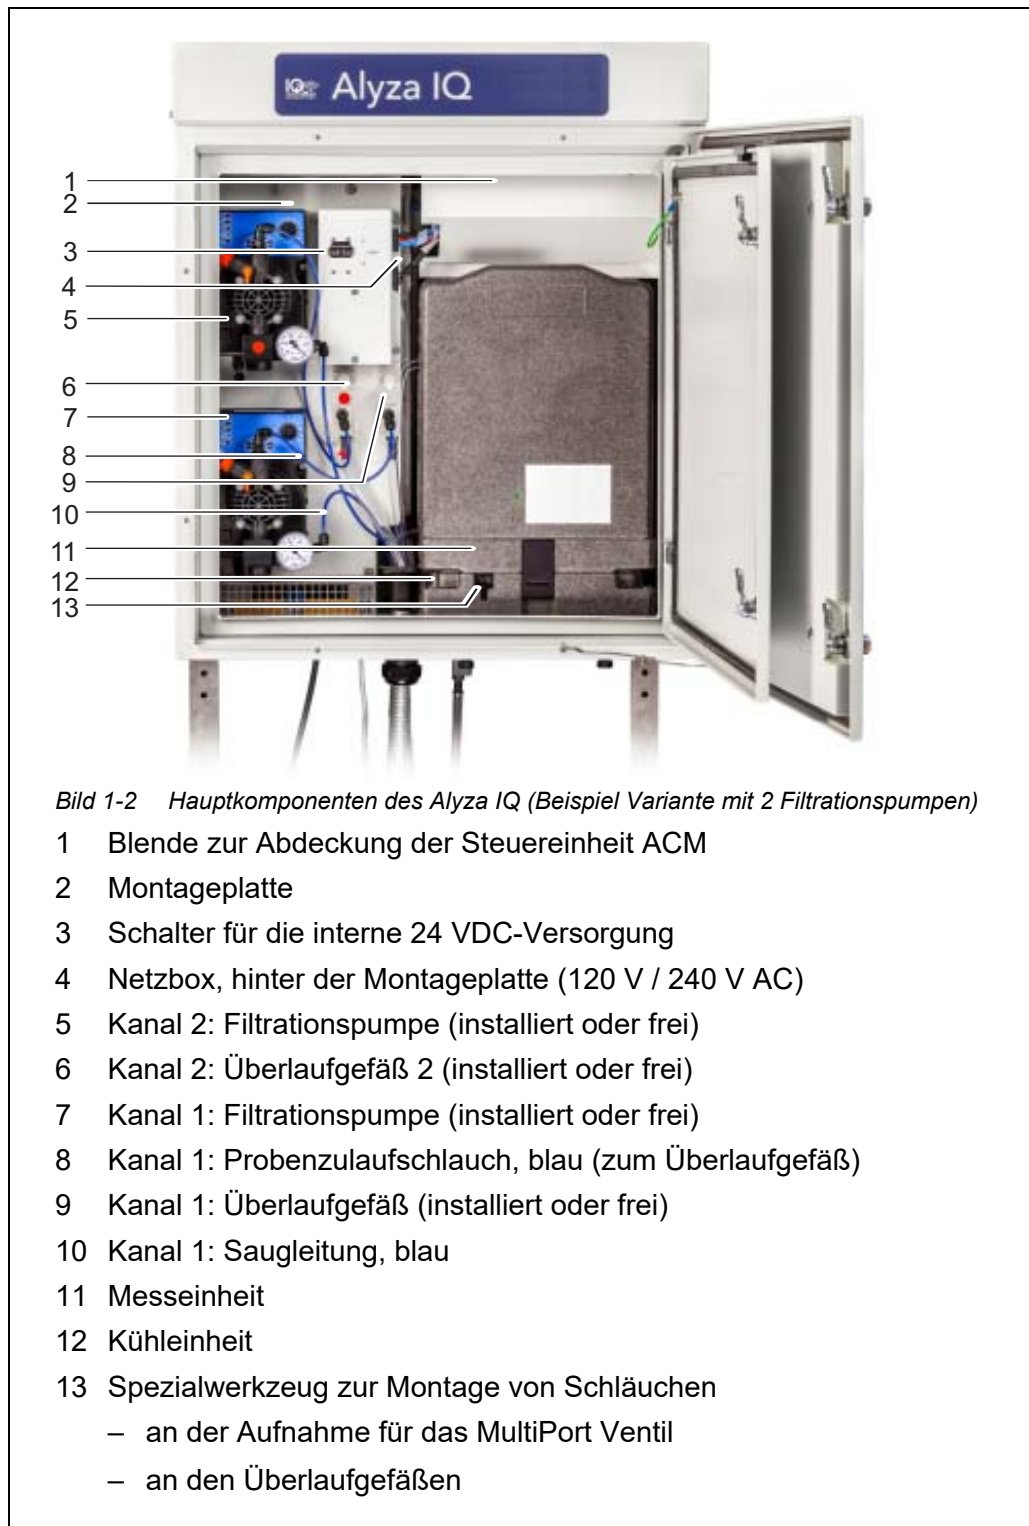 Alyza IQ
1
2
3
4
5
6
7
8
9
10
11
12
13
Bild 1-2 Hauptkomponenten des Alyza IQ (Beispiel Variante mit 2 Filtrationspumpen)
1 Blende zur Abdeckung der Steuereinheit ACM
2 Montageplatte
3 Schalter für die interne 24 VDC-Versorgung
4 Netzbox, hinter der Montageplatte (120 V / 240 V AC)
5 Kanal 2: Filtrationspumpe (installiert oder frei)
6 Kanal 2: Überlaufgefäß 2 (installiert oder frei)
7 Kanal 1: Filtrationspumpe (installiert oder frei)
8 Kanal 1: Probenzulaufschlauch, blau (zum Überlaufgefäß)
9 Kanal 1: Überlaufgefäß (installiert oder frei)
10 Kanal 1: Saugleitung, blau
11 Messeinheit
12 Kühleinheit
13 Spezialwerkzeug zur Montage von Schläuchen
– an der Aufnahme für das MultiPort Ventil
– an den Überlaufgefäßen